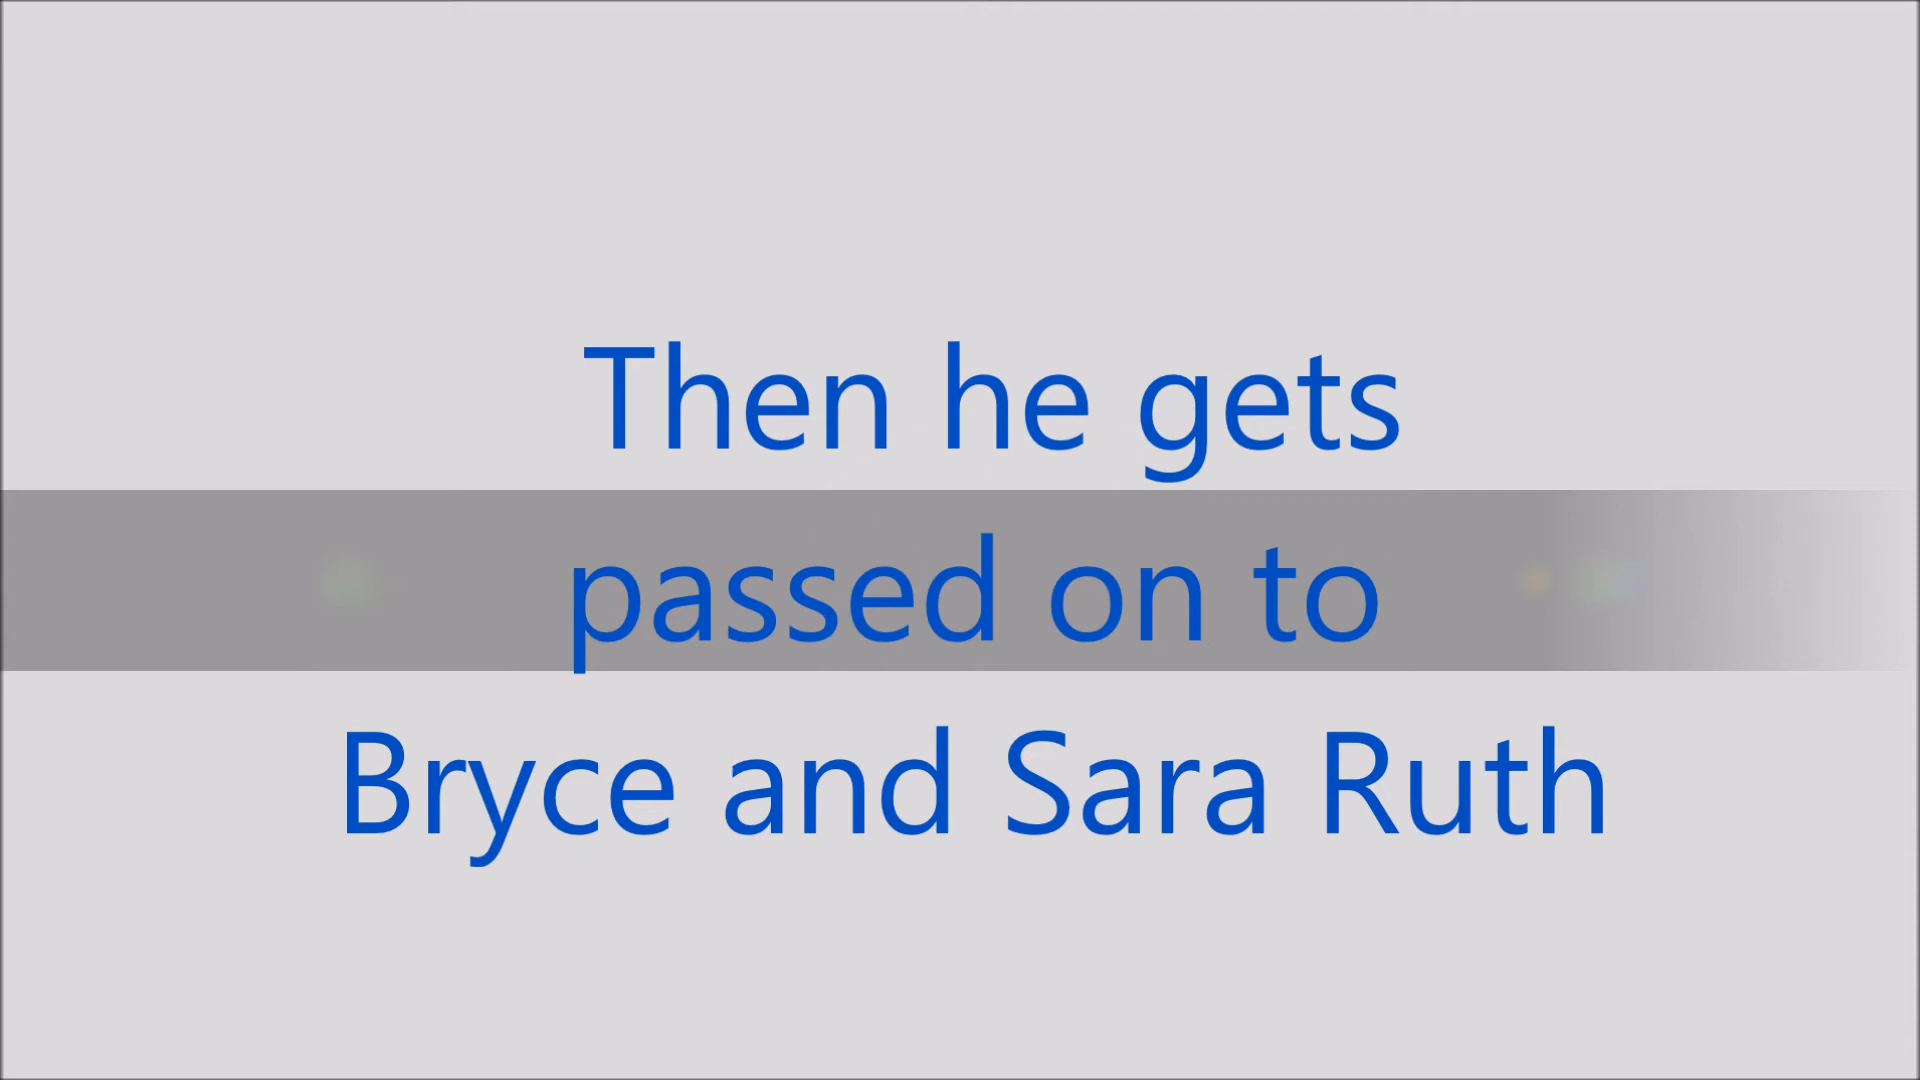 Then he gets
passed on to
Bryce and Sara Ruth